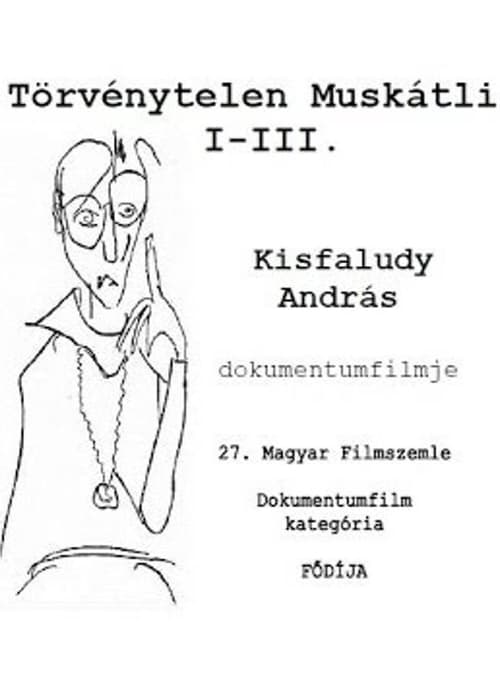 Törvénytelen Muskátli
I-III.
Kisfaludy
András
dokumentumfilmje
27. Magyar Filmszemle
Dokumentumfilm
kategória
FŐDÍJA